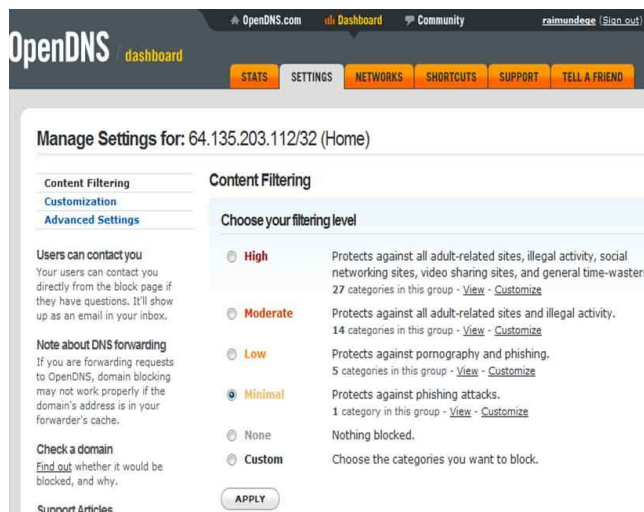 OpenDNS.com Dashboard Community raimundege (Sign out)
OpenDNS / dashboard
STATS SETTINGS NETWORKS SHORTCUTS SUPPORT TELL A FRIEND
Manage Settings for: 64.135.203.112/32 (Home)
Content Filtering
Customization
Advanced Settings
Users can contact you
Your users can contact you
directly from the block page if
they have questions. It'll show
up as an email in your inbox.
Note about DNS forwarding
If you are forwarding requests
to OpenDNS, domain blocking
may not work properly if the
domain's address is in your
forwarder's cache.
Check a domain
Find out whether it would be
blocked, and why.
Support Articles
Content Filtering
Choose your filtering level
High Protects against all adult-related sites, illegal activity, social
networking sites, video sharing sites, and general time-waster
27 categories in this group - View - Customize
Moderate Protects against all adult-related sites and illegal activity.
14 categories in this group - View - Customize
Low Protects against pornography and phishing.
5 categories in this group - View - Customize
Minimal Protects against phishing attacks.
1 category in this group - View - Customize
None Nothing blocked.
Custom Choose the categories you want to block.
APPLY